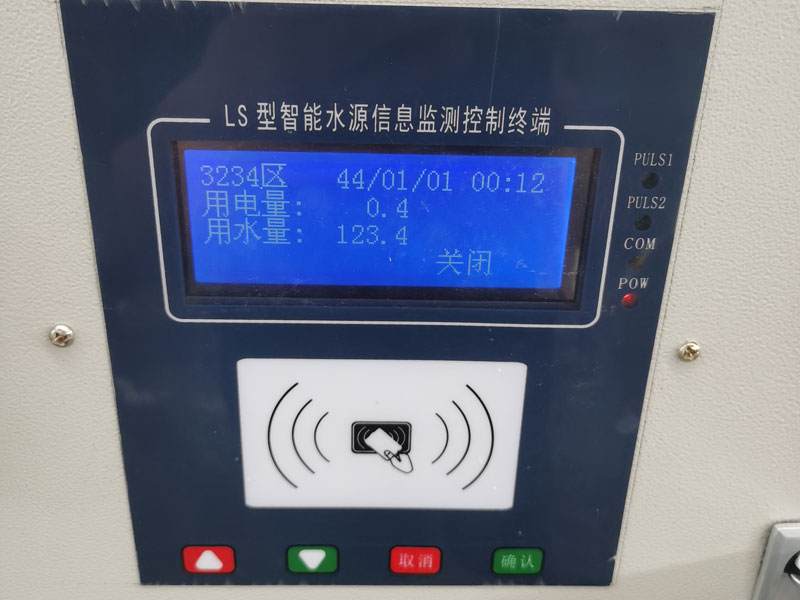 LS型智能水源信息监测控制终端
3234区 44/01/01 00:12
用电量: 0.4
用水量: 123.4
关闭
PULS1
PULS2
COM
POW
取消
确认